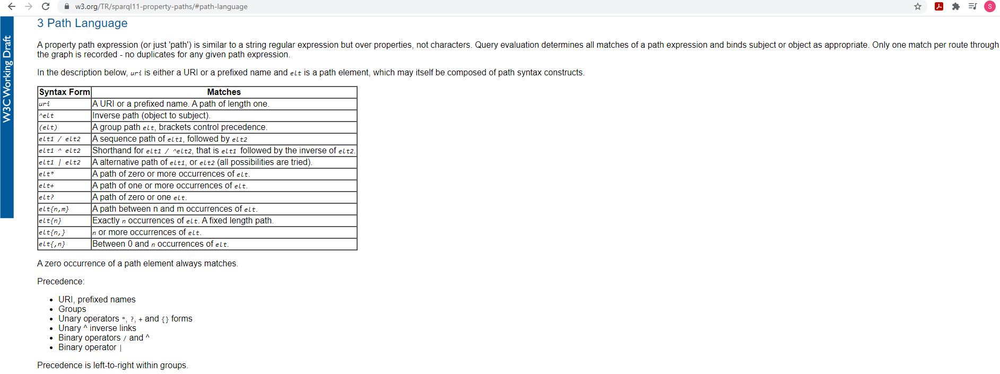 w3.org/TR/sparql11-property-paths/#path-language
S
W3C Working Draft
3 Path Language
A property path expression (or just 'path') is similar to a string regular expression but over properties, not characters. Query evaluation determines all matches of a path expression and binds subject or object as appropriate. Only one match per route through
the graph is recorded - no duplicates for any given path expression.
In the description below, uri is either a URI or a prefixed name and elt is a path element, which may itself be composed of path syntax constructs.
Syntax Form Matches
uri A URI or a prefixed name. A path of length one.
^elt Inverse path (object to subject).
(elt) A group path elt, brackets control precedence.
elt1 / elt2 A sequence path of elt1, followed by elt2
elt1 ^ elt2 Shorthand for elt1 / ^elt2, that is elt1 followed by the inverse of elt2.
elt1 | elt2 A alternative path of elt1, or elt2 (all possibilities are tried).
elt* A path of zero or more occurrences of elt.
elt+ A path of one or more occurrences of elt.
elt? A path of zero or one elt.
elt{n,m} A path between n and m occurrences of elt.
elt{n} Exactly n occurrences of elt. A fixed length path.
elt{n,} n or more occurrences of elt.
elt{,n} Between 0 and n occurrences of elt.
A zero occurrence of a path element always matches.
Precedence:
• URI, prefixed names
• Groups
• Unary operators *, ?, + and {} forms
• Unary ^ inverse links
• Binary operators / and ^
• Binary operator |
Precedence is left-to-right within groups.